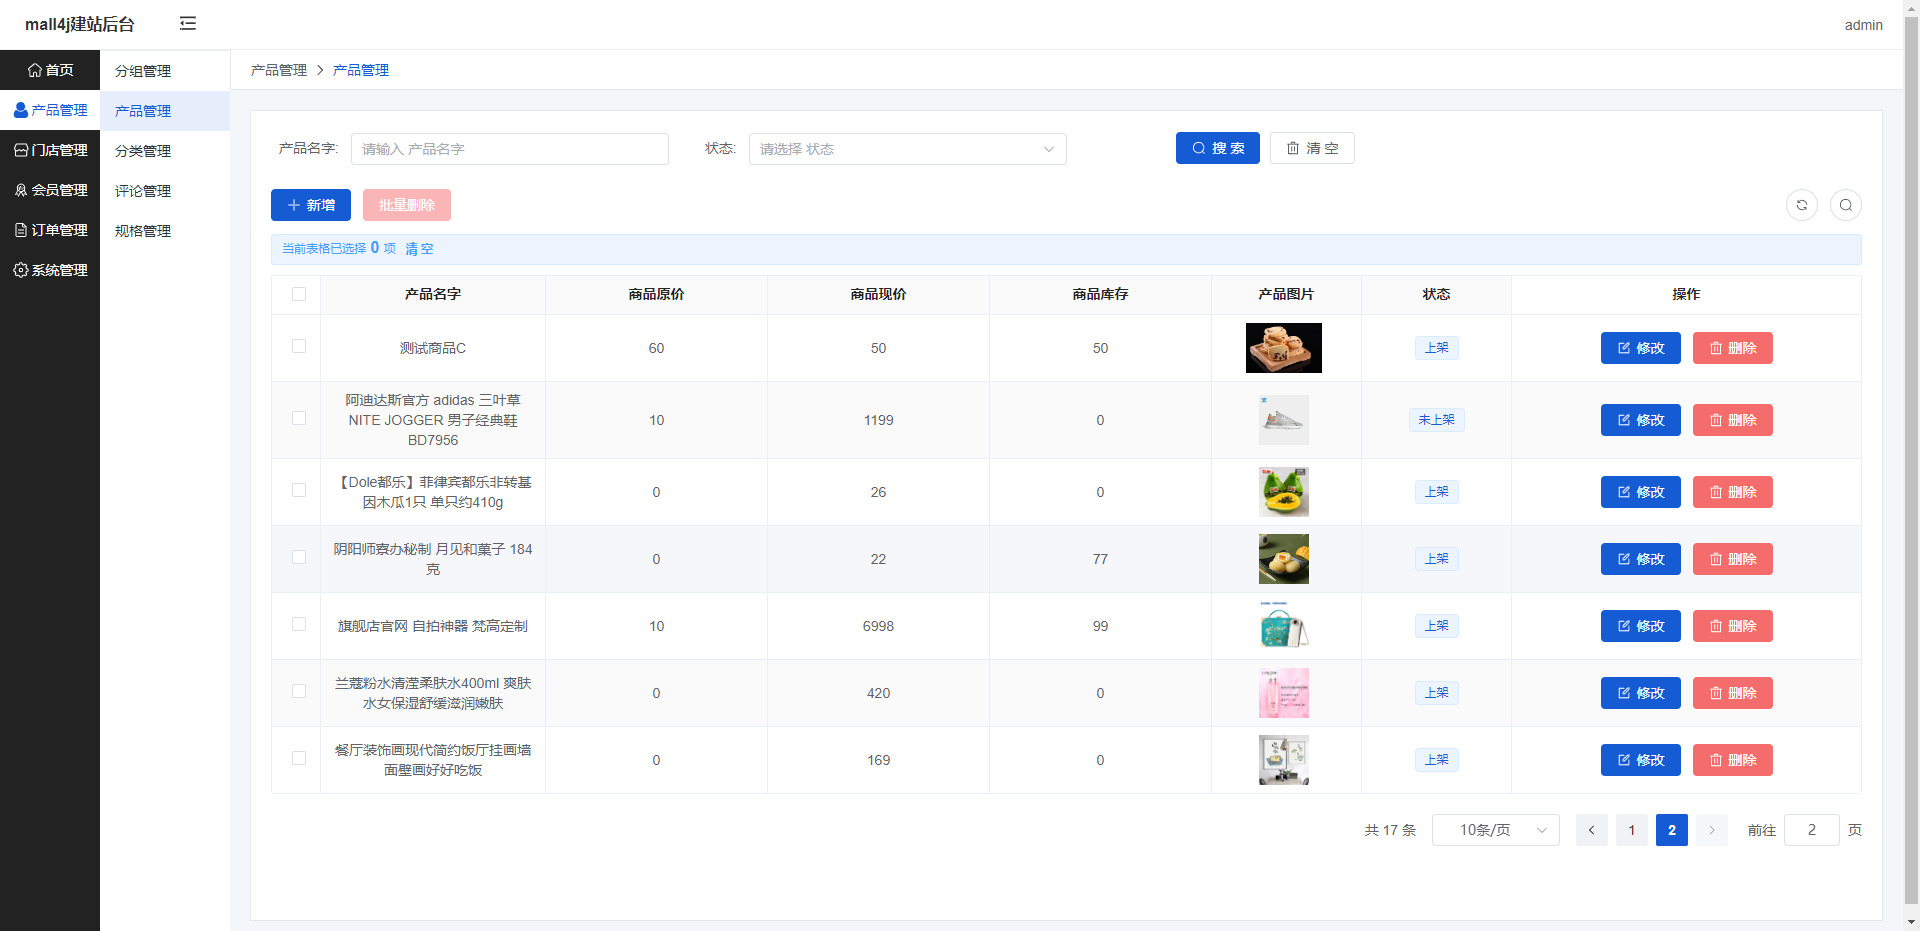 mall4j建站后台
admin
首页
产品管理
门店管理
会员管理
订单管理
系统管理
分组管理
产品管理
分类管理
评论管理
规格管理
产品管理 > 产品管理
产品名字: 请输入 产品名字 状态: 请选择 状态 搜 索 清 空
新增 批量删除
当前表格已选择 0 项 清 空
产品名字 商品原价 商品现价 商品库存 产品图片 状态 操作
测试商品C 60 50 50 上架 修改 删除
阿迪达斯官方 adidas 三叶草
NITE JOGGER 男子经典鞋 10 1199 0 未上架 修改 删除
BD7956
【Dole都乐】菲律宾都乐非转基
因木瓜1只 单只约410g 0 26 0 上架 修改 删除
阴阳师寮办秘制 月见和菓子 184
克 0 22 77 上架 修改 删除
旗舰店官网 自拍神器 梵高定制 10 6998 99 上架 修改 删除
兰蔻粉水清滢柔肤水400ml 爽肤
水女保湿舒缓滋润嫩肤 0 420 0 上架 修改 删除
餐厅装饰画现代简约饭厅挂画墙
面壁画好好吃饭 0 169 0 上架 修改 删除
共 17 条 10条/页 1 2 前往 2 页